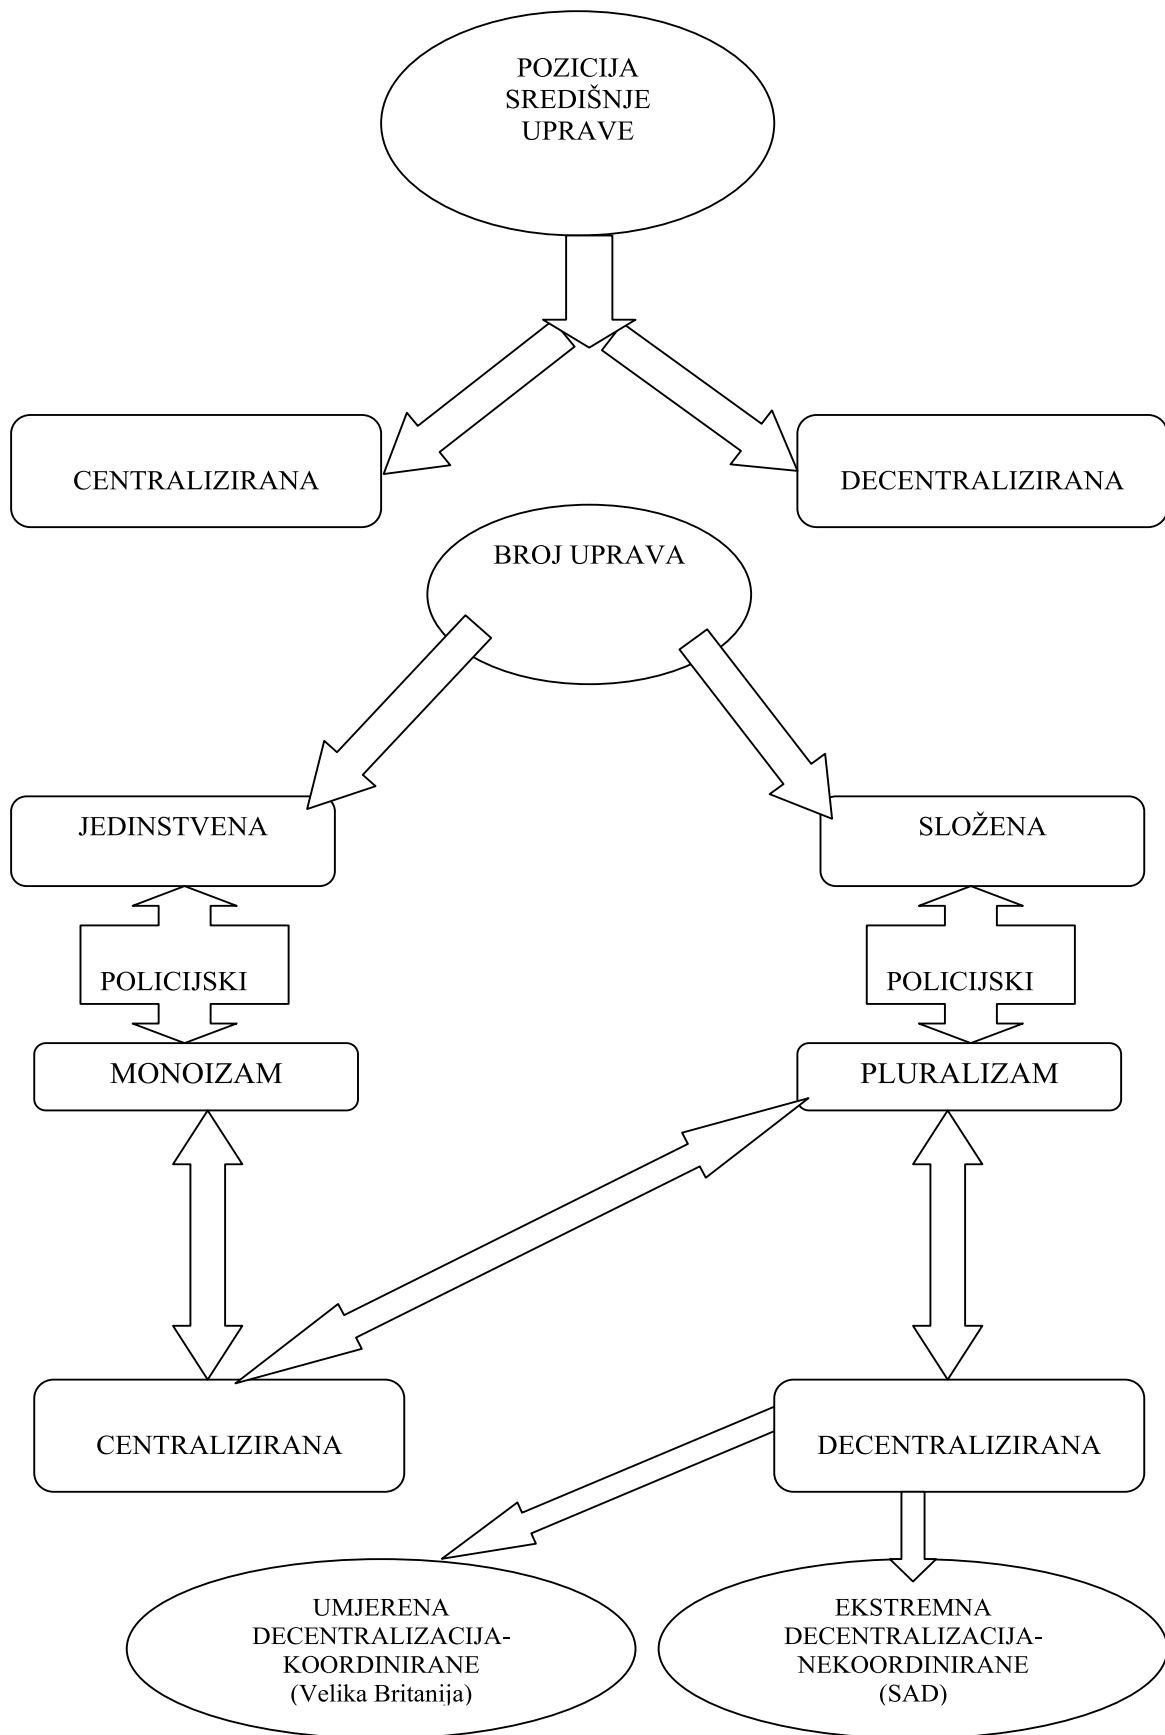 POZICIJA
SREDIŠNJE
UPRAVE
CENTRALIZIRANA
DECENTRALIZIRANA
BROJ UPRAVA
JEDINSTVENA
SLOŽENA
POLICIJSKI
POLICIJSKI
MONOIZAM
PLURALIZAM
CENTRALIZIRANA
DECENTRALIZIRANA
UMJERENA
DECENTRALIZACIJA-
KOORDINIRANE
(Velika Britanija)
EKSTREMNA
DECENTRALIZACIJA-
NEKOORDINIRANE
(SAD)